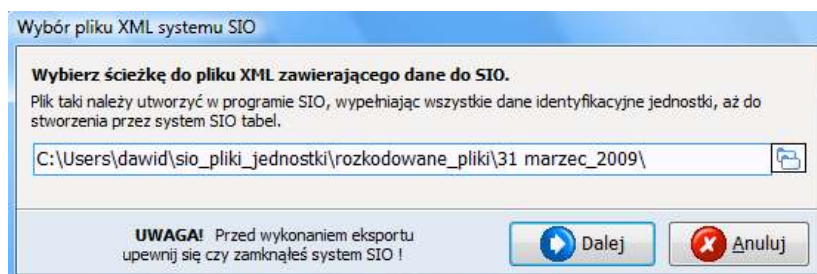 Wybór pliku XML systemu SIO
Wybierz ścieżkę do pliku XML zawierającego dane do SIO.
Plik taki należy utworzyć w programie SIO, wypełniając wszystkie dane identyfikacyjne jednostki, aż do
stworzenia przez system SIO tabel.
C:\Users\dawid\sio_pliki_jednostki\rozkodowane_pliki\31 marzec_2009\
UWAGA! Przed wykonaniem eksportu
upewnij się czy zamknąłeś system SIO !
Dalej
Anuluj